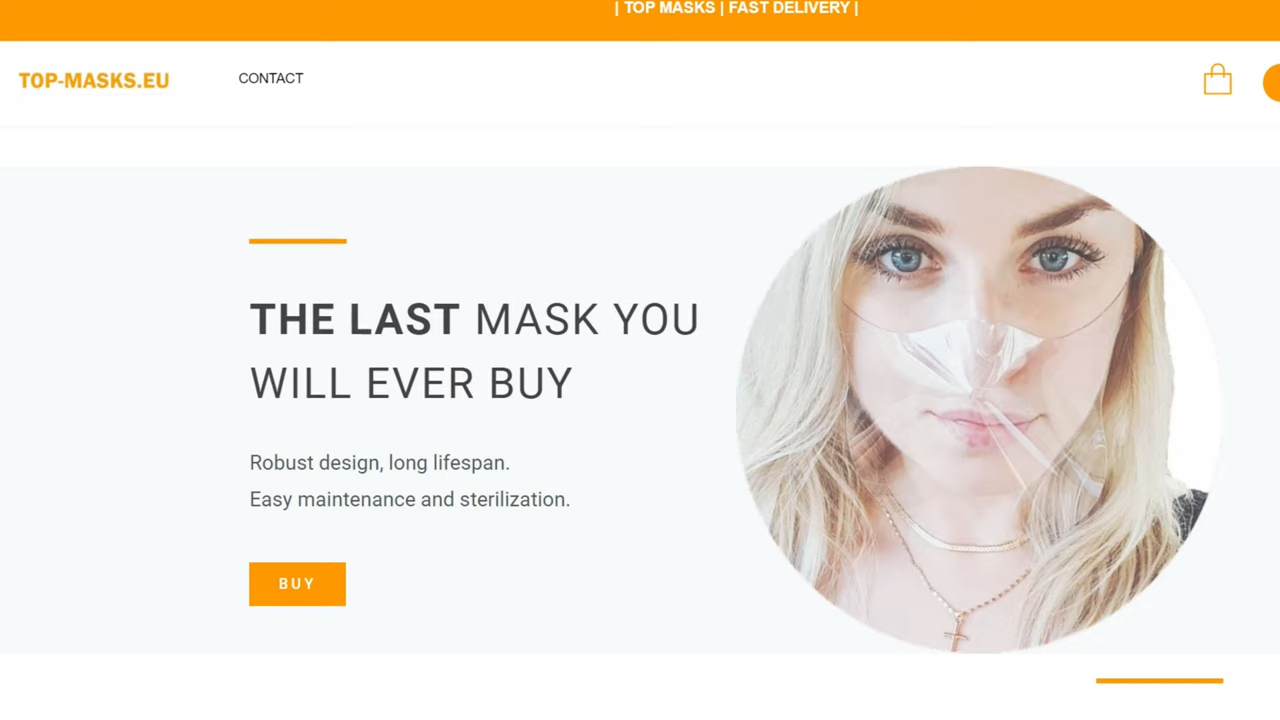 | TOP MASKS | FAST DELIVERY |
TOP-MASKS.EU
CONTACT
THE LAST MASK YOU
WILL EVER BUY
Robust design, long lifespan.
Easy maintenance and sterilization.
BUY